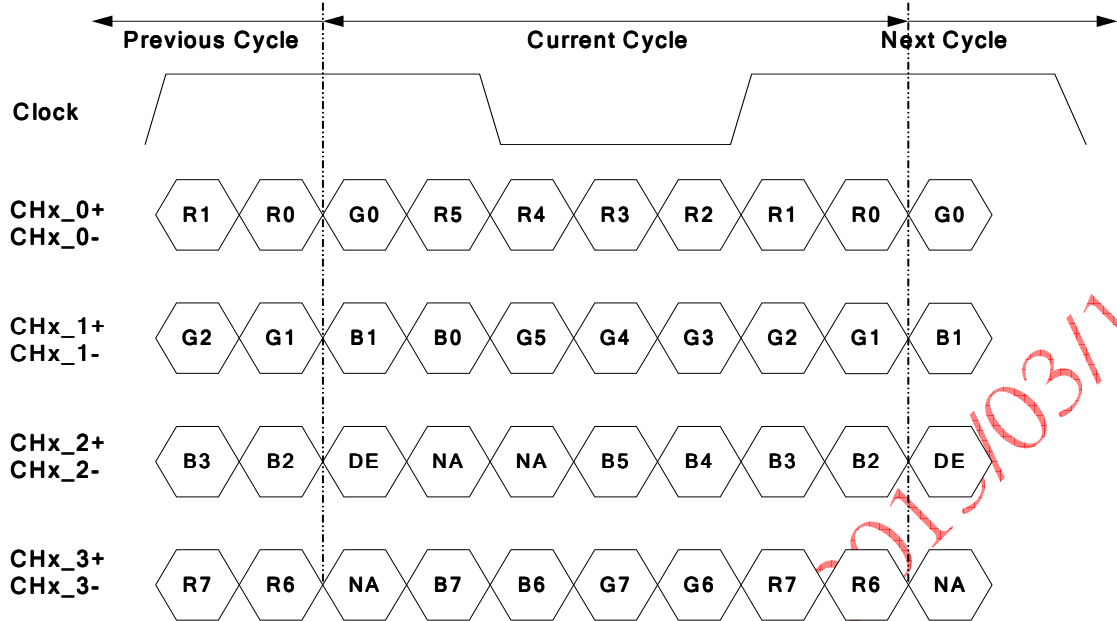 Previous Cycle Current Cycle Next Cycle
Clock
CHx_0+
CHx_0-
R1 R0 G0 R5 R4 R3 R2 R1 R0 G0
CHx_1+
CHx_1-
G2 G1 B1 B0 G5 G4 G3 G2 G1 B1
CHx_2+
CHx_2-
B3 B2 DE NA NA B5 B4 B3 B2 DE
CHx_3+
CHx_3-
R7 R6 NA B7 B6 G7 G6 R7 R6 NA